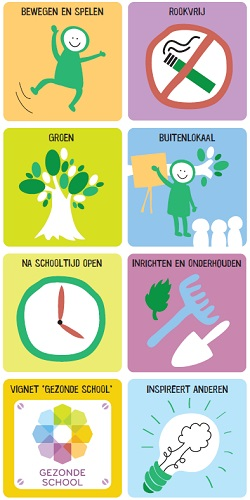 BEWEGEN EN SPELEN
ROOKVRIJ
GROEN
BUITENLOKAAL
NA SCHOOLTIJD OPEN
INRICHTEN EN ONDERHOUDEN
VIGNET 'GEZONDE SCHOOL'
GEZONDE
SCHOOL
INSPIREERT ANDEREN